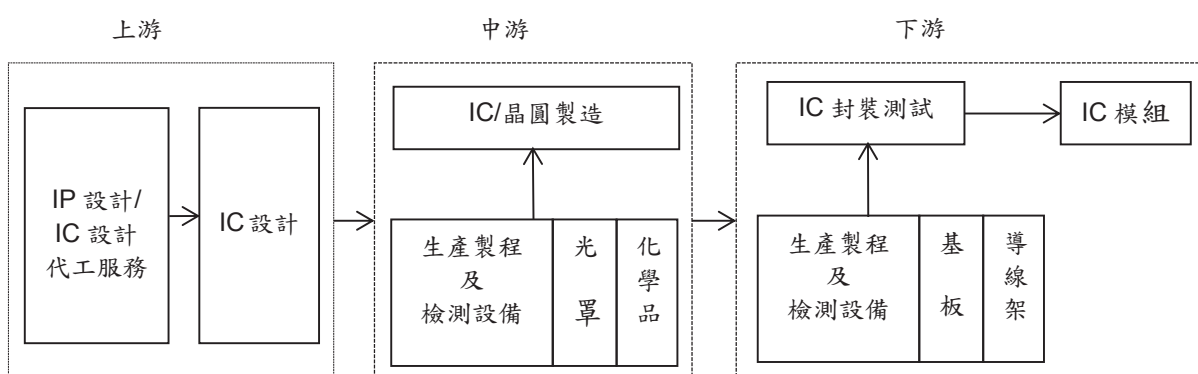 上游
IP 設計/
IC 設計
代工服務
IC 設計
中游
IC/晶圓製造
生產製程
及
檢測設備
光
罩
化
學
品
下游
IC 封裝測試
IC 模組
生產製程
及
檢測設備
基
板
導
線
架